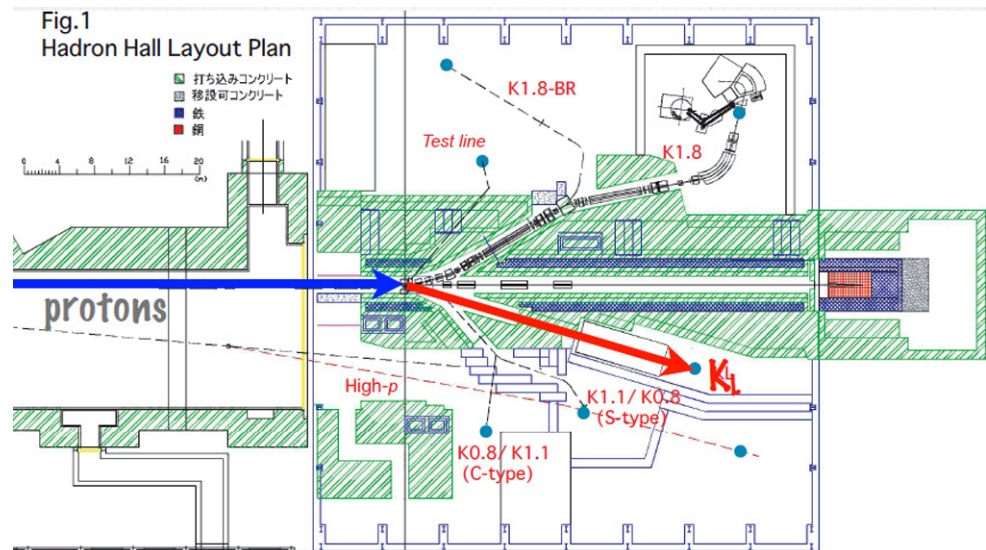 Fig.1
Hadron Hall Layout Plan
打ち込みコンクリート
移設可コンクリート
鉄
銅
0 4 8 12 16 20
(m)
K1.8-BR
Test line
K1.8
protons
KL
High-p
K1.1/ K0.8
(S-type)
K0.8/ K1.1
(C-type)